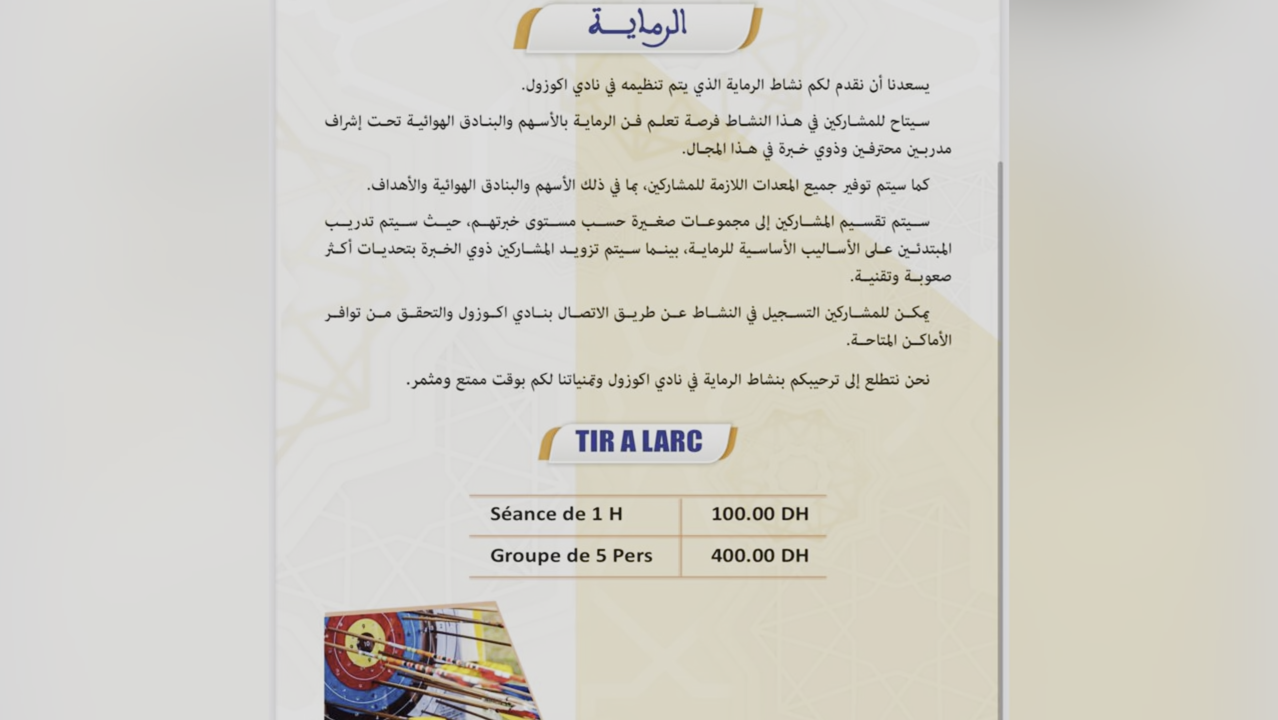 الرماية
يسعدنا أن نقدم لكم نشاط الرماية الذي يتم تنظيمه في نادي اكوزول.
سيتاح للمشاركين في هذا النشاط فرصة تعلم فن الرماية بالأسهم والبنادق الهوائية تحت إشراف
مدربين محترفين وذوي خبرة في هذا المجال.
كما سيتم توفير جميع المعدات اللازمة للمشاركين، بما في ذلك الأسهم والبنادق الهوائية والأهداف.
سيتم تقسيم المشاركين إلى مجموعات صغيرة حسب مستوى خبرتهم، حيث سيتم تدريب
المبتدئين على الأساليب الأساسية للرماية، بينما سيتم تزويد المشاركين ذوي الخبرة بتحديات أكثر
صعوبة وتقنية.
يمكن للمشاركين التسجيل في النشاط عن طريق الاتصال بنادي اكوزول والتحقق من توافر
الأماكن المتاحة.
نحن نتطلع إلى ترحيبكم بنشاط الرماية في نادي اكوزول وتمنياتنا لكم بوقت ممتع ومثمر.
TIR A LARC
Séance de 1 H 100.00 DH
Groupe de 5 Pers 400.00 DH